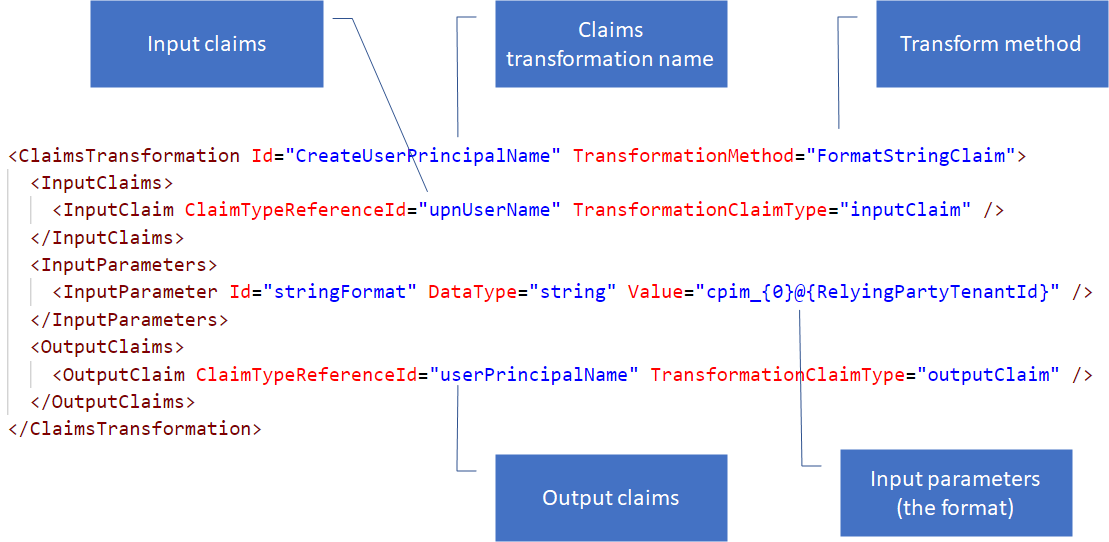 Input claims
Claims
transformation name
Transform method
<ClaimsTransformation Id="CreateUserPrincipalName" TransformationMethod="FormatStringClaim">
<InputClaims>
<InputClaim ClaimTypeReferenceId="upnUserName" TransformationClaimType="inputClaim" />
</InputClaims>
<InputParameters>
<InputParameter Id="stringFormat" DataType="string" Value="cpim_{0}@{RelyingPartyTenantId}" />
</InputParameters>
<OutputClaims>
<OutputClaim ClaimTypeReferenceId="userPrincipalName" TransformationClaimType="outputClaim" />
</OutputClaims>
</ClaimsTransformation>
Output claims
Input parameters
(the format)